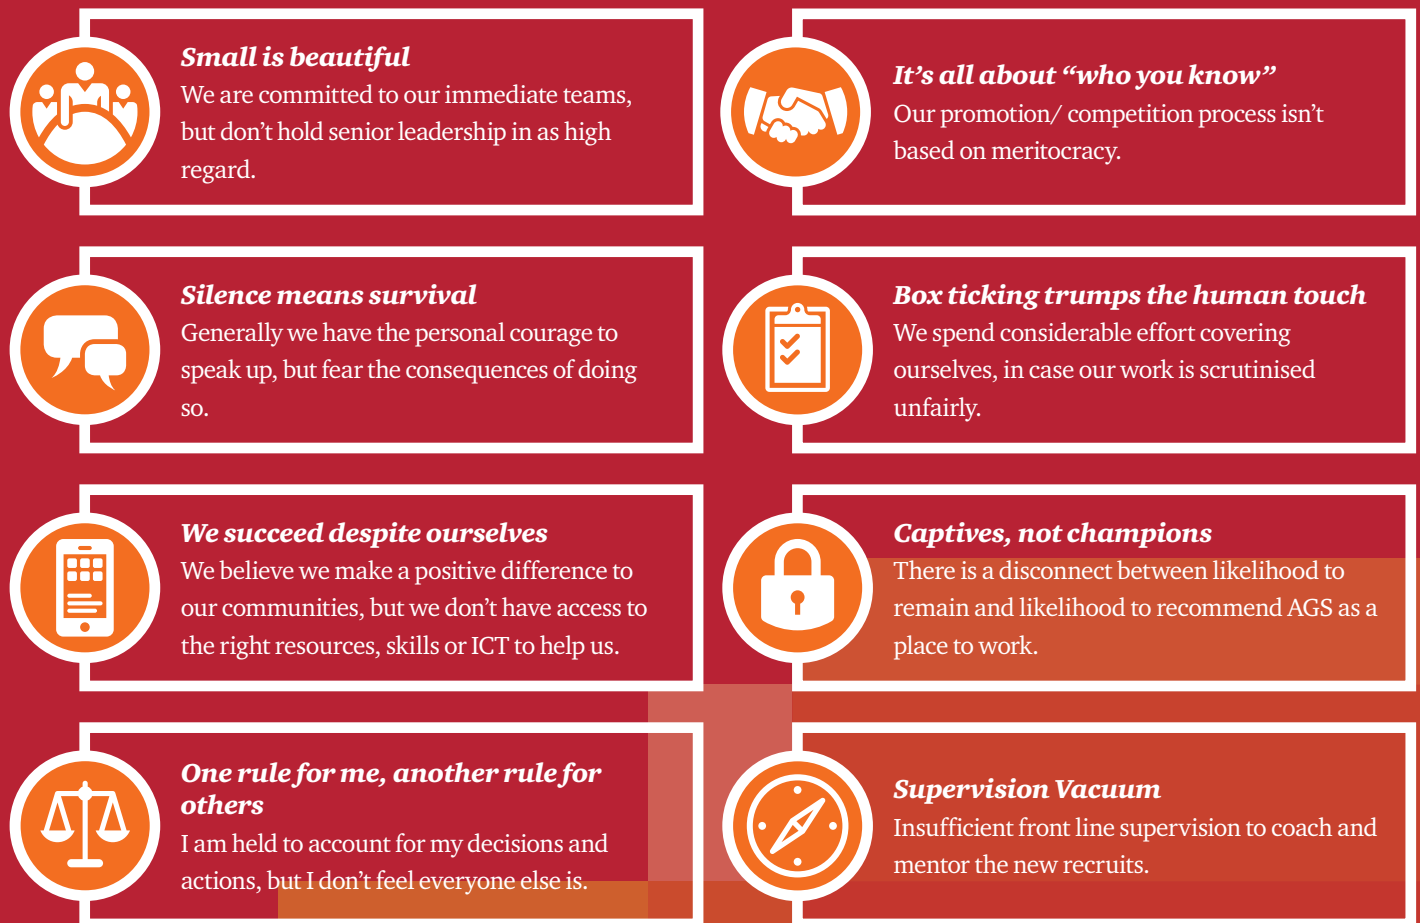 Small is beautiful
We are committed to our immediate teams,
but don’t hold senior leadership in as high
regard.
It’s all about “who you know”
Our promotion/ competition process isn’t
based on meritocracy.
Silence means survival
Generally we have the personal courage to
speak up, but fear the consequences of doing
so.
Box ticking trumps the human touch
We spend considerable effort covering
ourselves, in case our work is scrutinised
unfairly.
We succeed despite ourselves
We believe we make a positive difference to
our communities, but we don’t have access to
the right resources, skills or ICT to help us.
Captives, not champions
There is a disconnect between likelihood to
remain and likelihood to recommend AGS as a
place to work.
One rule for me, another rule for
others
I am held to account for my decisions and
actions, but I don’t feel everyone else is.
Supervision Vacuum
Insufficient front line supervision to coach and
mentor the new recruits.